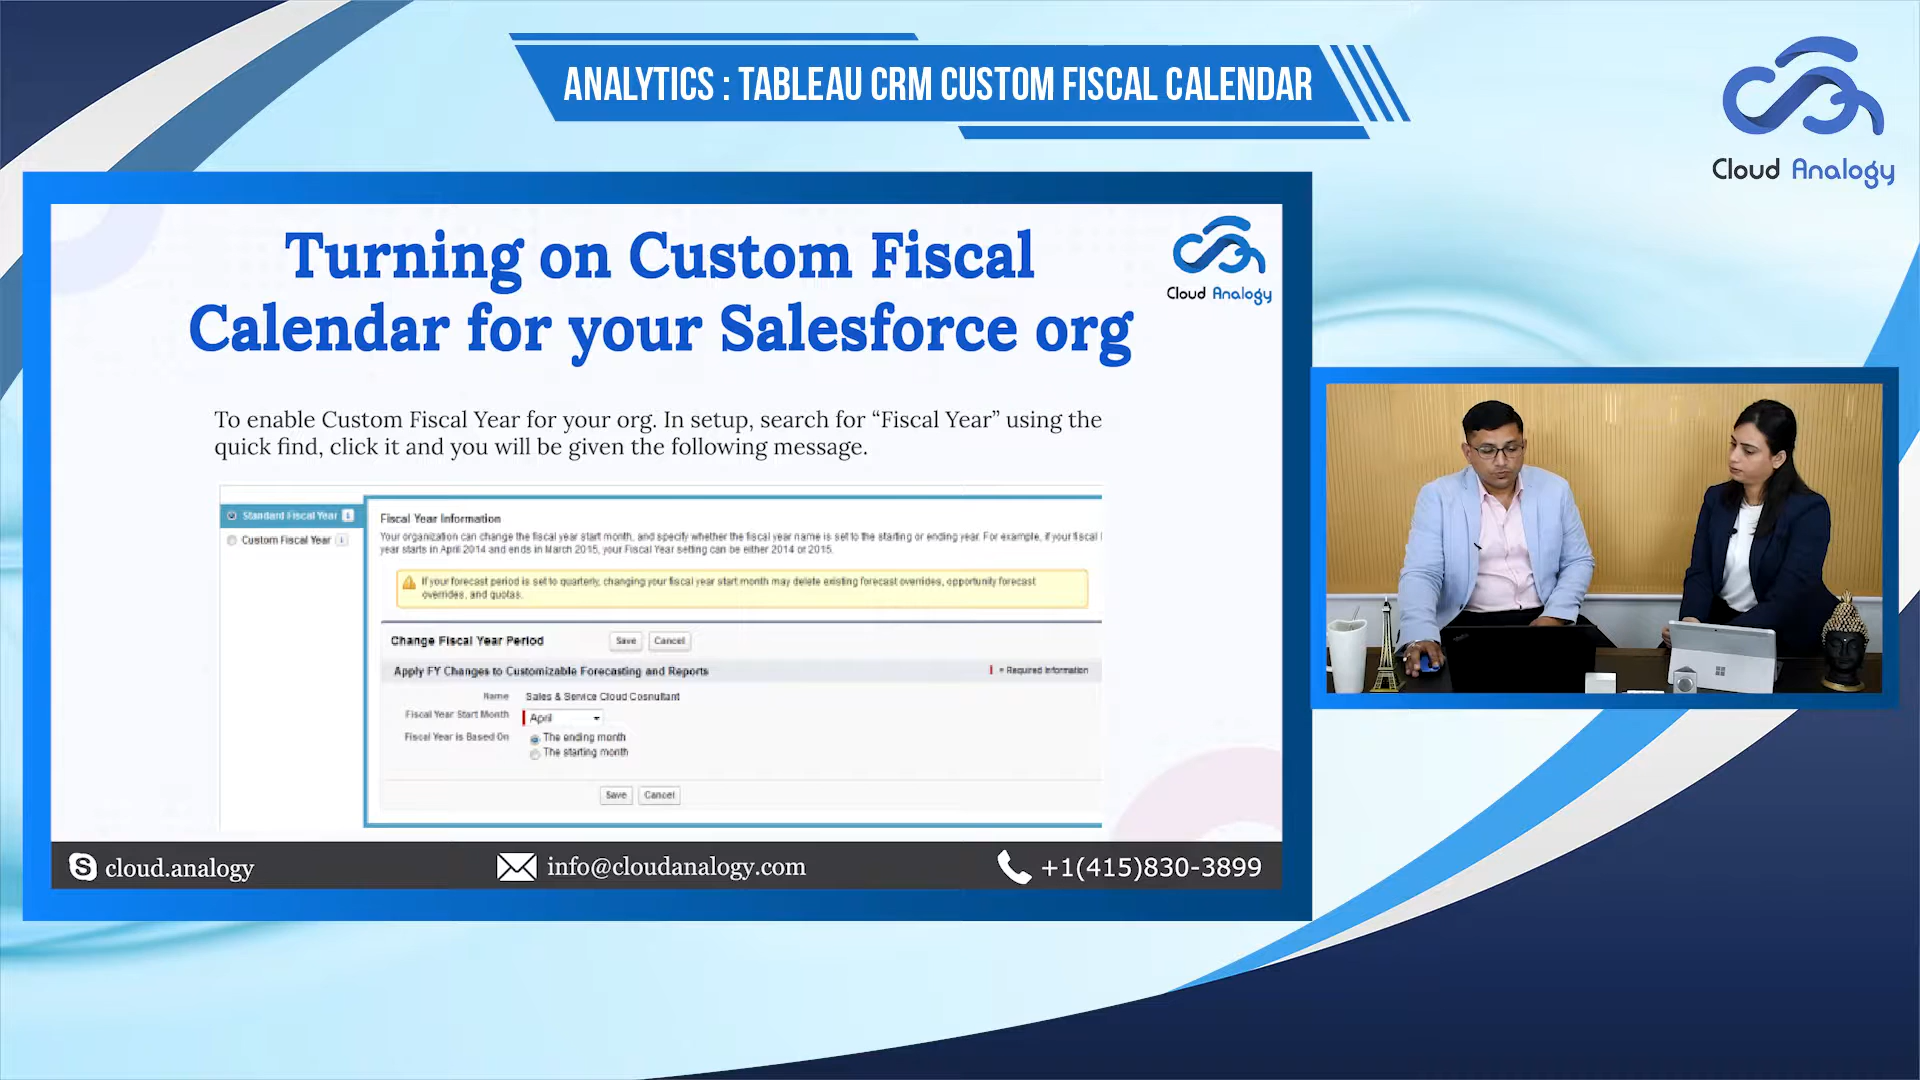 ANALYTICS : TABLEAU CRM CUSTOM FISCAL CALENDAR
Cloud Analogy
Turning on Custom Fiscal
Calendar for your Salesforce org
Cloud Analogy
To enable Custom Fiscal Year for your org. In setup, search for “Fiscal Year” using the
quick find, click it and you will be given the following message.
Standard Fiscal Year i
Custom Fiscal Year i
Fiscal Year Information
Your organization can change the fiscal year start month, and specify whether the fiscal year name is set to the starting or ending year. For example, if your fiscal
year starts in April 2014 and ends in March 2015, your Fiscal Year setting can be either 2014 or 2015.
If your forecast period is set to quarterly, changing your fiscal year start month may delete existing forecast overrides, opportunity forecast
overrides, and quotas.
Change Fiscal Year Period Save Cancel
Apply FY Changes to Customizable Forecasting and Reports = Required Information
Name Sales & Service Cloud Cosnultant
Fiscal Year Start Month April
Fiscal Year is Based On The ending month
The starting month
Save Cancel
cloud.analogy info@cloudanalogy.com +1(415)830-3899